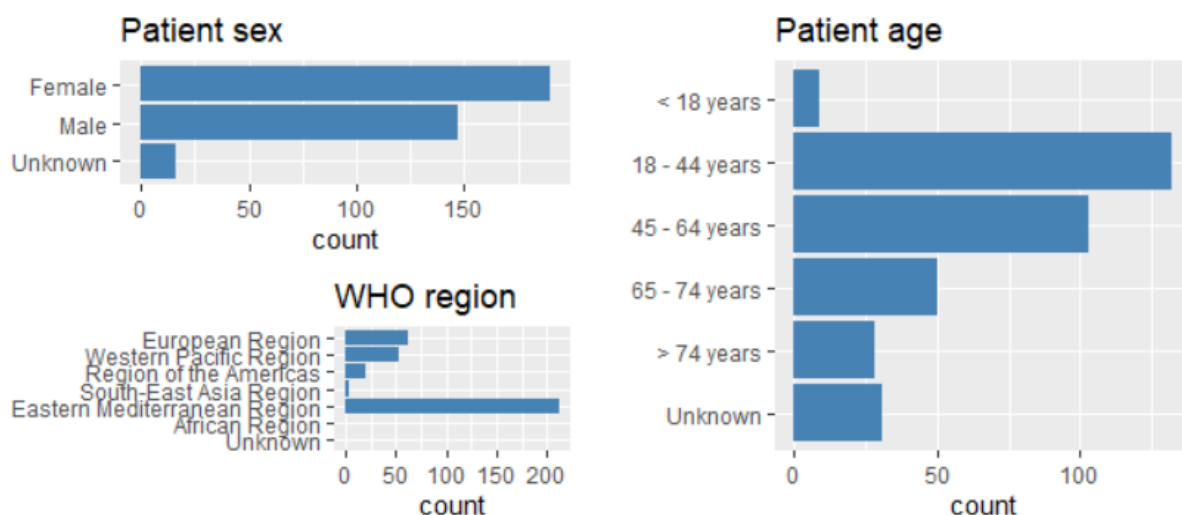 Patient sex
Female
Male
Unknown
0 50 100 150
count
WHO region
European Region
Western Pacific Region
Region of the Americas
South-East Asia Region
Eastern Mediterranean Region
African Region
Unknown
0 50 100 150 200
count
Patient age
< 18 years
18 - 44 years
45 - 64 years
65 - 74 years
> 74 years
Unknown
0 50 100
count